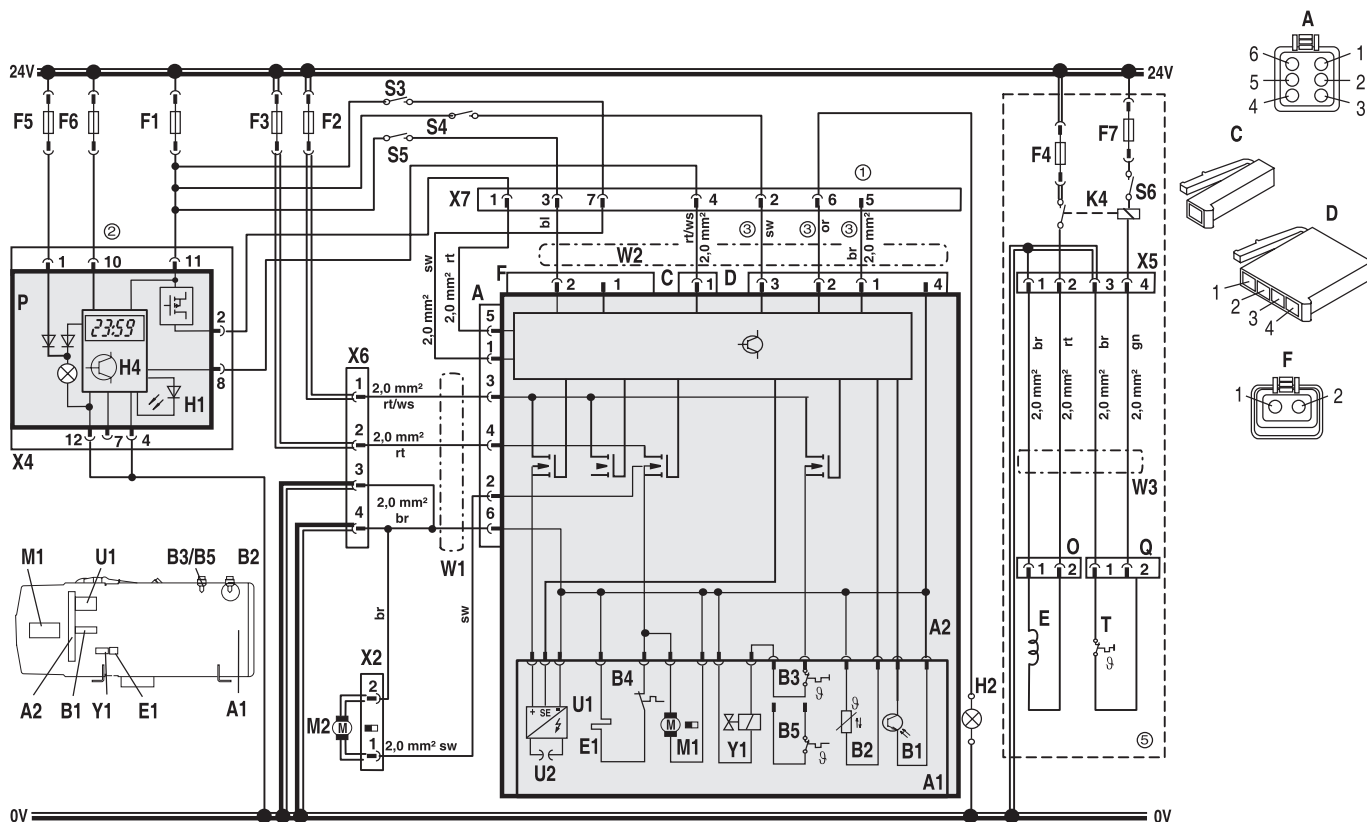 A
6 1
5 2
4 3
24V 24V
S3
S4
S5
F5 F6 F1 F3 F2
F4 F7
C
K4 S6
①
X7 1 3 7 4 2 6 5
bl
rt/ws
2,0 mm²
③
sw
③
or
③
br
2,0 mm²
sw
2,0 mm²
rt
2,0 mm²
W2
②
1 10 11
P
23:59
H4
H1
2
8
12 7 4
X4
F 2 1 C 1 D 3 2 1 4
A
5
1
3
4
2
6
X5
1 2 3 4
D
1
2
3
4
F
1 2
X6
1 2,0 mm²
rt/ws
2 2,0 mm²
rt
3
2,0 mm²
4 br
W1
br
sw
2,0 mm² br
2,0 mm² rt
2,0 mm² br
2,0 mm² gn
W3
O Q
1 2 1 2
E T
ϑ
M1 U1 B3/B5 B2
A2 B1 Y1 E1 A1
X2
2
M2 M
1 2,0 mm² sw
A2
+ SE
U1
U2
E1
B4
M
M1
Y1
B3
ϑ
B5
ϑ
ϑ
B2
B1
A1
H2
⑤
0V 0V